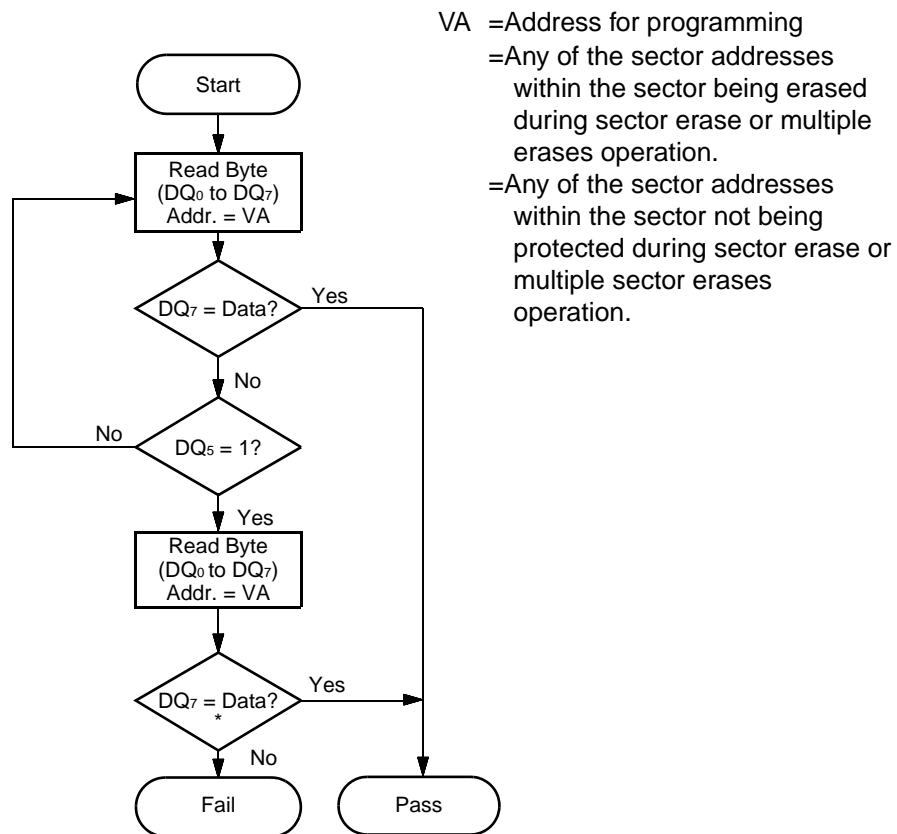 VA =Address for programming
=Any of the sector addresses
within the sector being erased
during sector erase or multiple
erases operation.
=Any of the sector addresses
within the sector not being
protected during sector erase or
multiple sector erases
operation.
Start
Read Byte
(DQ0 to DQ7)
Addr. = VA
DQ7 = Data?
Yes
No
DQ5 = 1?
No
Yes
Read Byte
(DQ0 to DQ7)
Addr. = VA
DQ7 = Data?
*
Yes
No
Fail
Pass